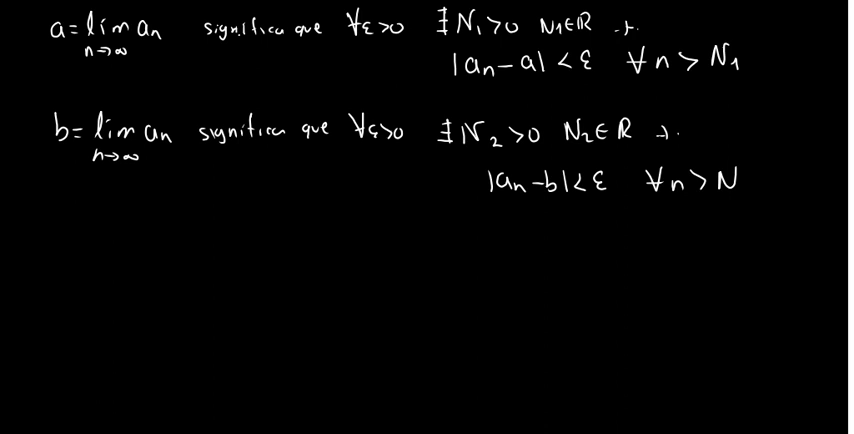 a = lím aₙ significa que ∀ε>0 ∃ N₁>0 N₁∈ℝ t.
n→∞
|aₙ - a| < ε ∀ n > N₁
b = lím aₙ significa que ∀ε>0 ∃ N₂ >0 N₂∈ℝ t.
n→∞
|aₙ - b| < ε ∀ n > N